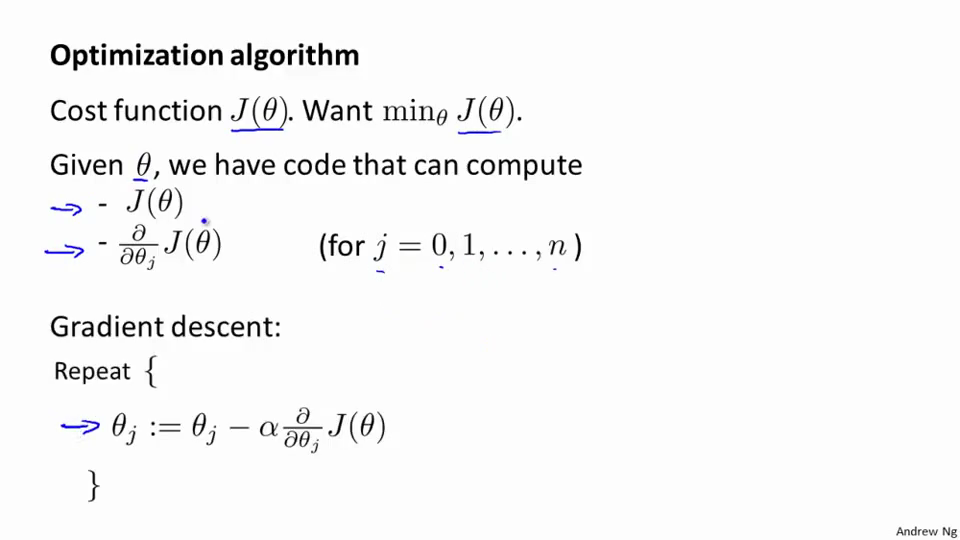 Optimization algorithm
Cost function J(θ). Want min_θ J(θ).
Given θ, we have code that can compute
- J(θ)
- ∂/∂θ_j J(θ) (for j = 0, 1, . . . , n )
Gradient descent:
Repeat {
θ_j := θ_j − α ∂/∂θ_j J(θ)
}
Andrew Ng